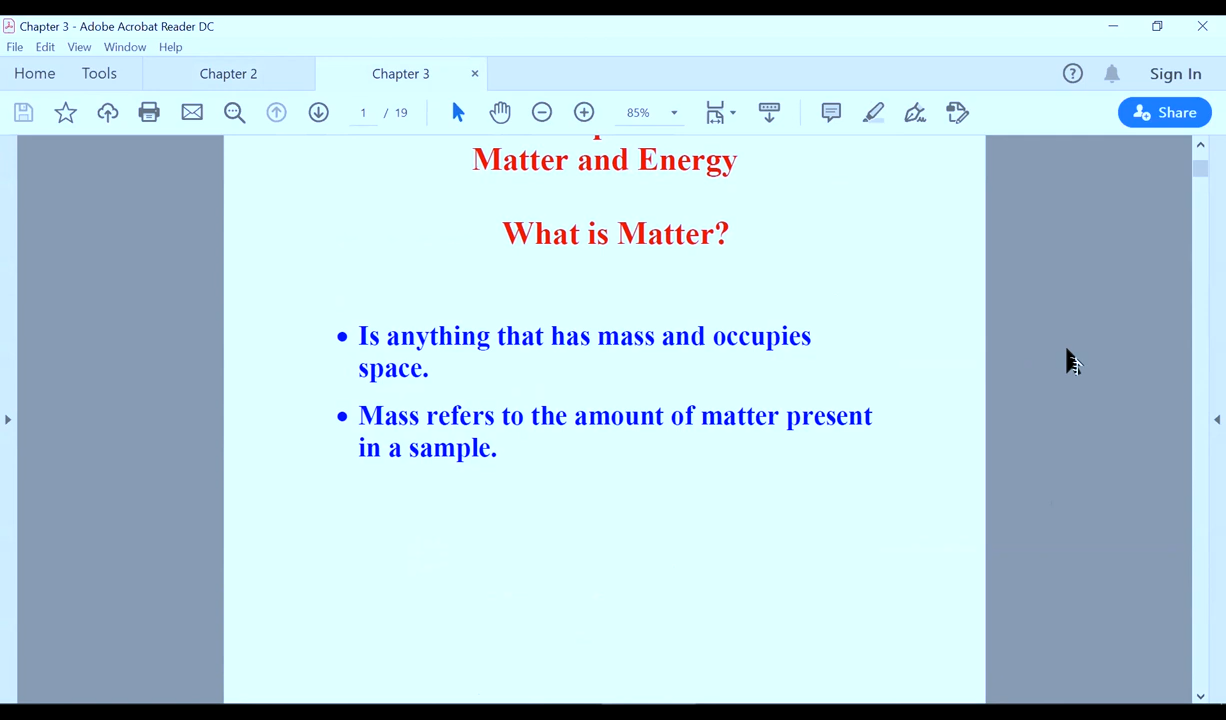 Chapter 3 - Adobe Acrobat Reader DC
File Edit View Window Help
Home Tools Chapter 2 Chapter 3 × Sign In
1 / 19 85% Share
Matter and Energy
What is Matter?
• Is anything that has mass and occupies
space.
• Mass refers to the amount of matter present
in a sample.